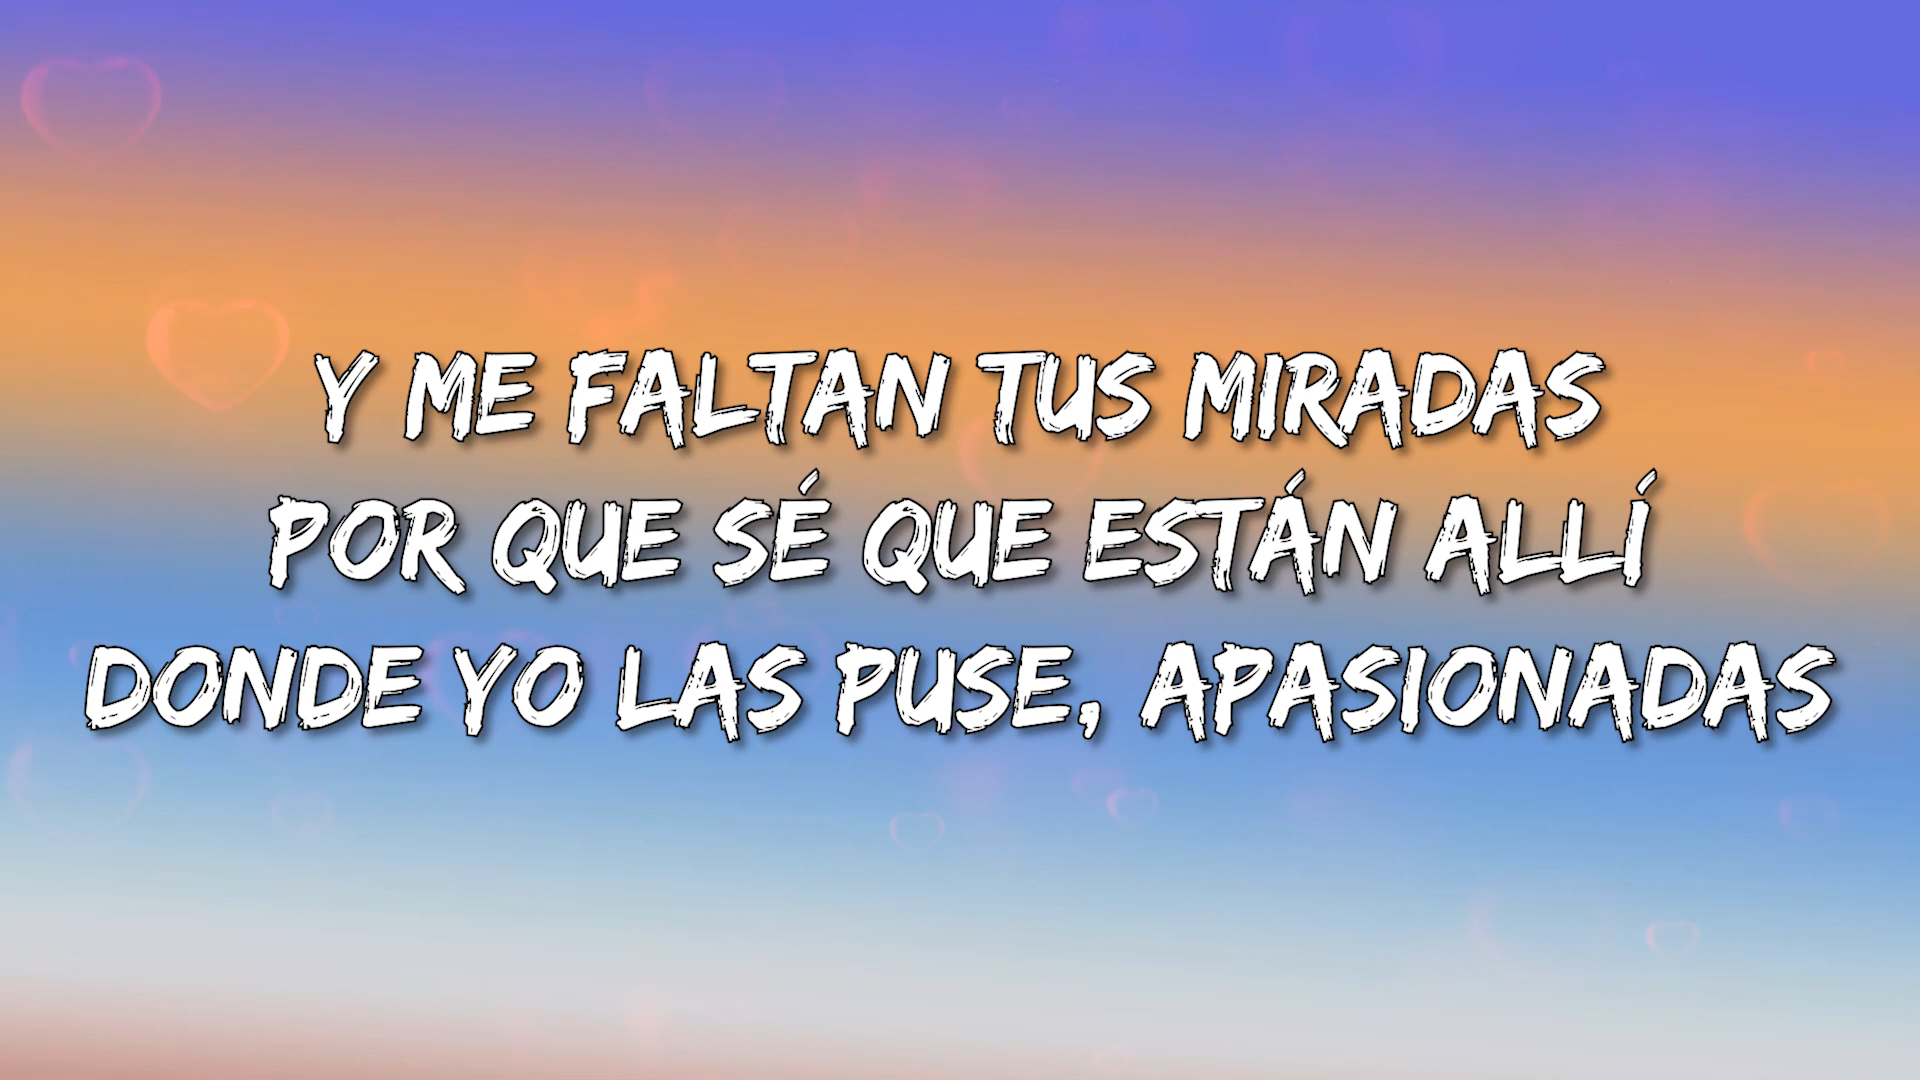 Y ME FALTAN TUS MIRADAS
POR QUE SÉ QUE ESTÁN ALLÍ
DONDE YO LAS PUSE, APASIONADAS